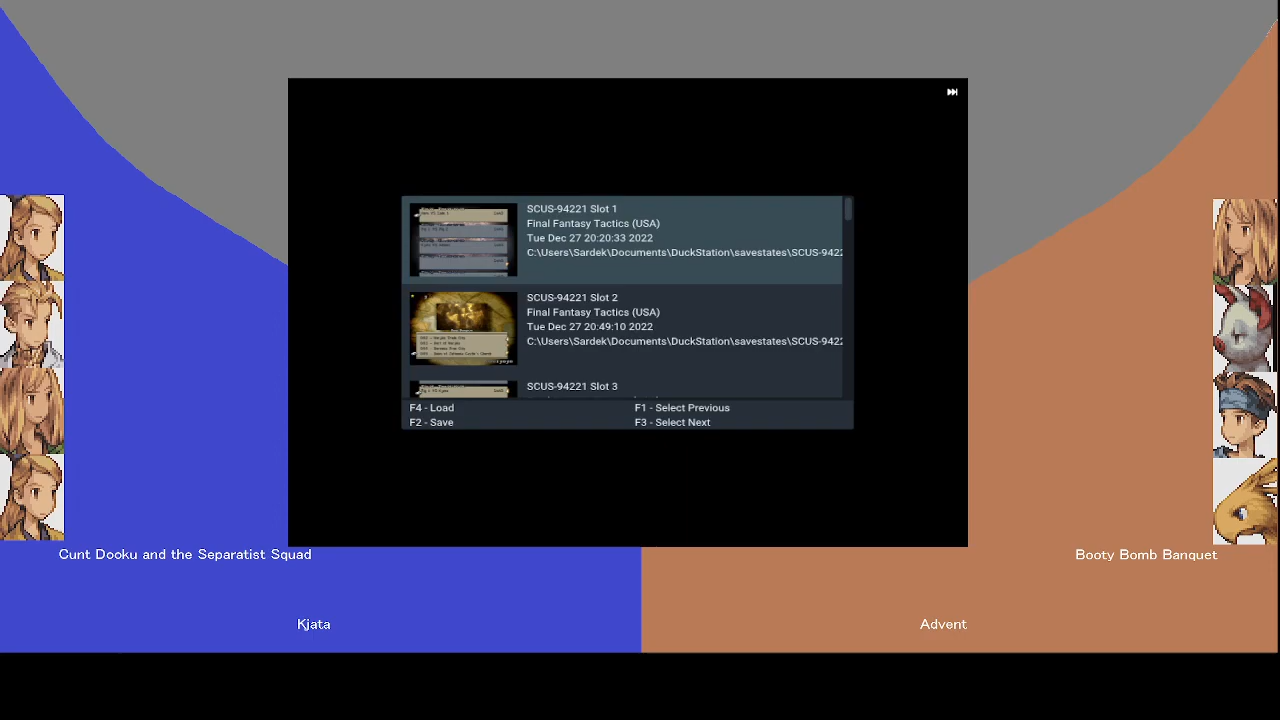 SCUS-94221 Slot 1
Final Fantasy Tactics (USA)
Tue Dec 27 20:20:33 2022
C:\Users\Sardek\Documents\DuckStation\savestates\SCUS-9422
SCUS-94221 Slot 2
Final Fantasy Tactics (USA)
Tue Dec 27 20:49:10 2022
C:\Users\Sardek\Documents\DuckStation\savestates\SCUS-9422
SCUS-94221 Slot 3
F4 - Load
F1 - Select Previous
F2 - Save
F3 - Select Next
Cunt Dooku and the Separatist Squad
Booty Bomb Banquet
Kjata
Advent